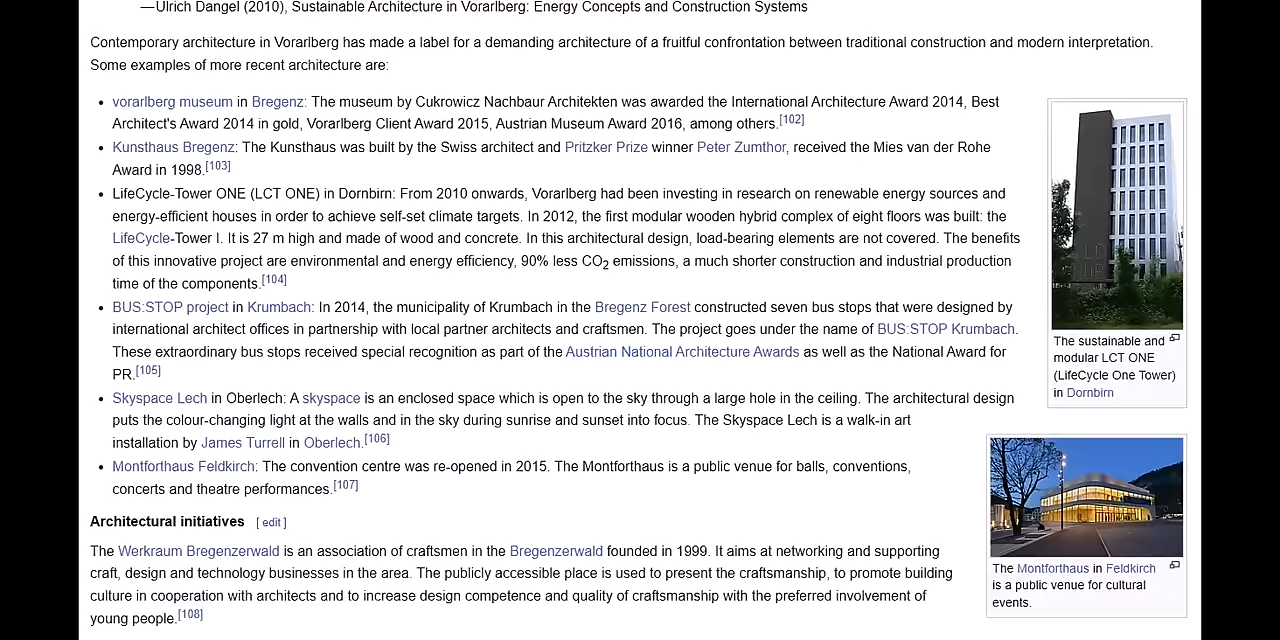 —Ulrich Dangel (2010), Sustainable Architecture in Vorarlberg: Energy Concepts and Construction Systems
Contemporary architecture in Vorarlberg has made a label for a demanding architecture of a fruitful confrontation between traditional construction and modern interpretation.
Some examples of more recent architecture are:
• vorarlberg museum in Bregenz: The museum by Cukrowicz Nachbaur Architekten was awarded the International Architecture Award 2014, Best
Architect's Award 2014 in gold, Vorarlberg Client Award 2015, Austrian Museum Award 2016, among others.[102]
• Kunsthaus Bregenz: The Kunsthaus was built by the Swiss architect and Pritzker Prize winner Peter Zumthor, received the Mies van der Rohe
Award in 1998.[103]
• LifeCycle-Tower ONE (LCT ONE) in Dornbirn: From 2010 onwards, Vorarlberg had been investing in research on renewable energy sources and
energy-efficient houses in order to achieve self-set climate targets. In 2012, the first modular wooden hybrid complex of eight floors was built: the
LifeCycle-Tower I. It is 27 m high and made of wood and concrete. In this architectural design, load-bearing elements are not covered. The benefits
of this innovative project are environmental and energy efficiency, 90% less CO2 emissions, a much shorter construction and industrial production
time of the components.[104]
• BUS:STOP project in Krumbach: In 2014, the municipality of Krumbach in the Bregenz Forest constructed seven bus stops that were designed by
international architect offices in partnership with local partner architects and craftsmen. The project goes under the name of BUS:STOP Krumbach.
These extraordinary bus stops received special recognition as part of the Austrian National Architecture Awards as well as the National Award for
PR.[105]
• Skyspace Lech in Oberlech: A skyspace is an enclosed space which is open to the sky through a large hole in the ceiling. The architectural design
puts the colour-changing light at the walls and in the sky during sunrise and sunset into focus. The Skyspace Lech is a walk-in art
installation by James Turrell in Oberlech.[106]
• Montforthaus Feldkirch: The convention centre was re-opened in 2015. The Montforthaus is a public venue for balls, conventions,
concerts and theatre performances.[107]
The sustainable and
modular LCT ONE
(LifeCycle One Tower)
in Dornbirn
The Montforthaus in Feldkirch
is a public venue for cultural
events.
Architectural initiatives [ edit ]
The Werkraum Bregenzerwald is an association of craftsmen in the Bregenzerwald founded in 1999. It aims at networking and supporting
craft, design and technology businesses in the area. The publicly accessible place is used to present the craftsmanship, to promote building
culture in cooperation with architects and to increase design competence and quality of craftsmanship with the preferred involvement of
young people.[108]